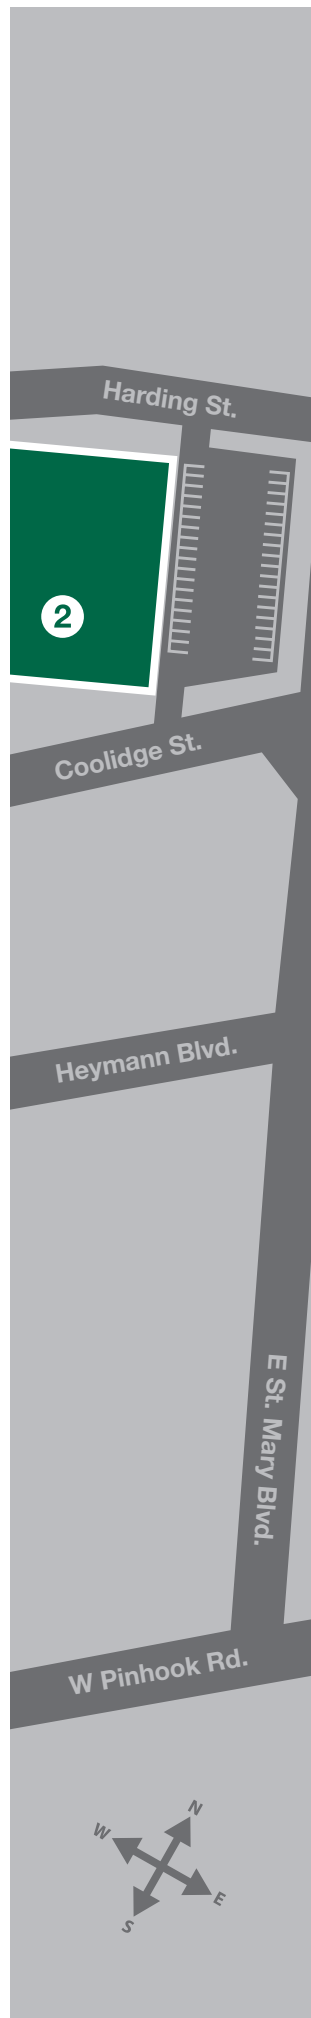 Harding St.
2
Coolidge St.
Heymann Blvd.
E St. Mary Blvd.
W Pinhook Rd.
N
W
E
S